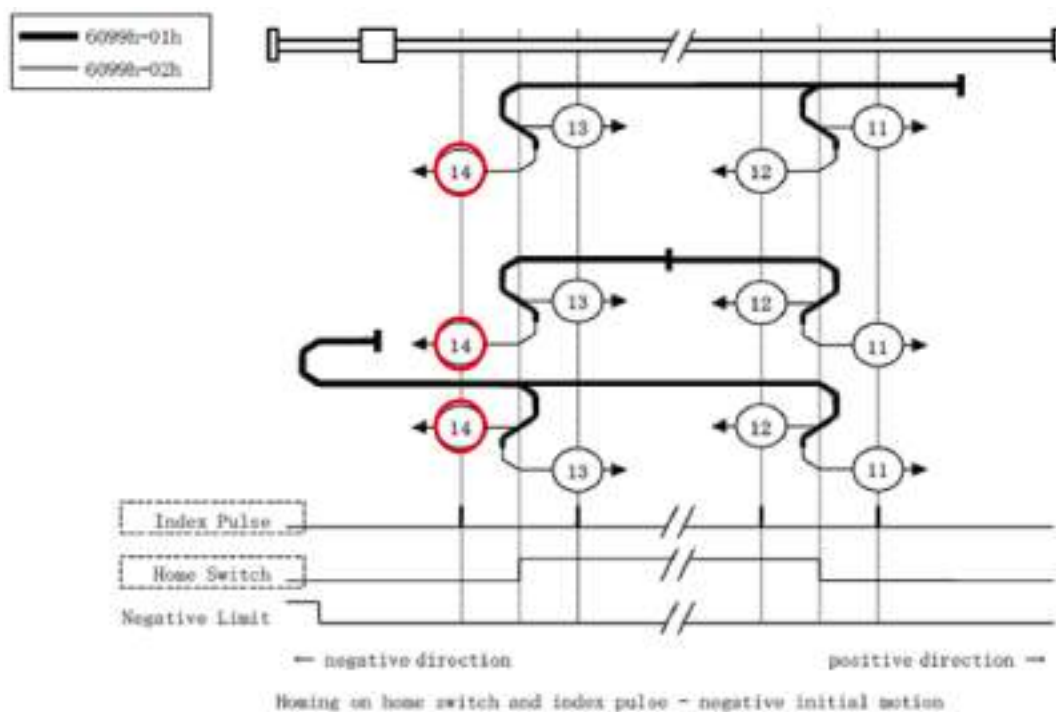 6099h-01h
6099h-02h
13
11
14
12
13
12
14
11
14
12
13
11
Index Pulse
Home Switch
Negative Limit
← negative direction
positive direction →
Homing on home switch and index pulse - negative initial motion